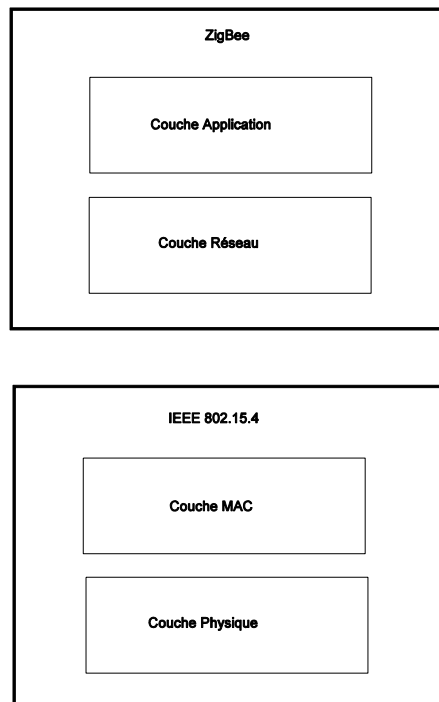 ZigBee
Couche Application
Couche Réseau
IEEE 802.15.4
Couche MAC
Couche Physique